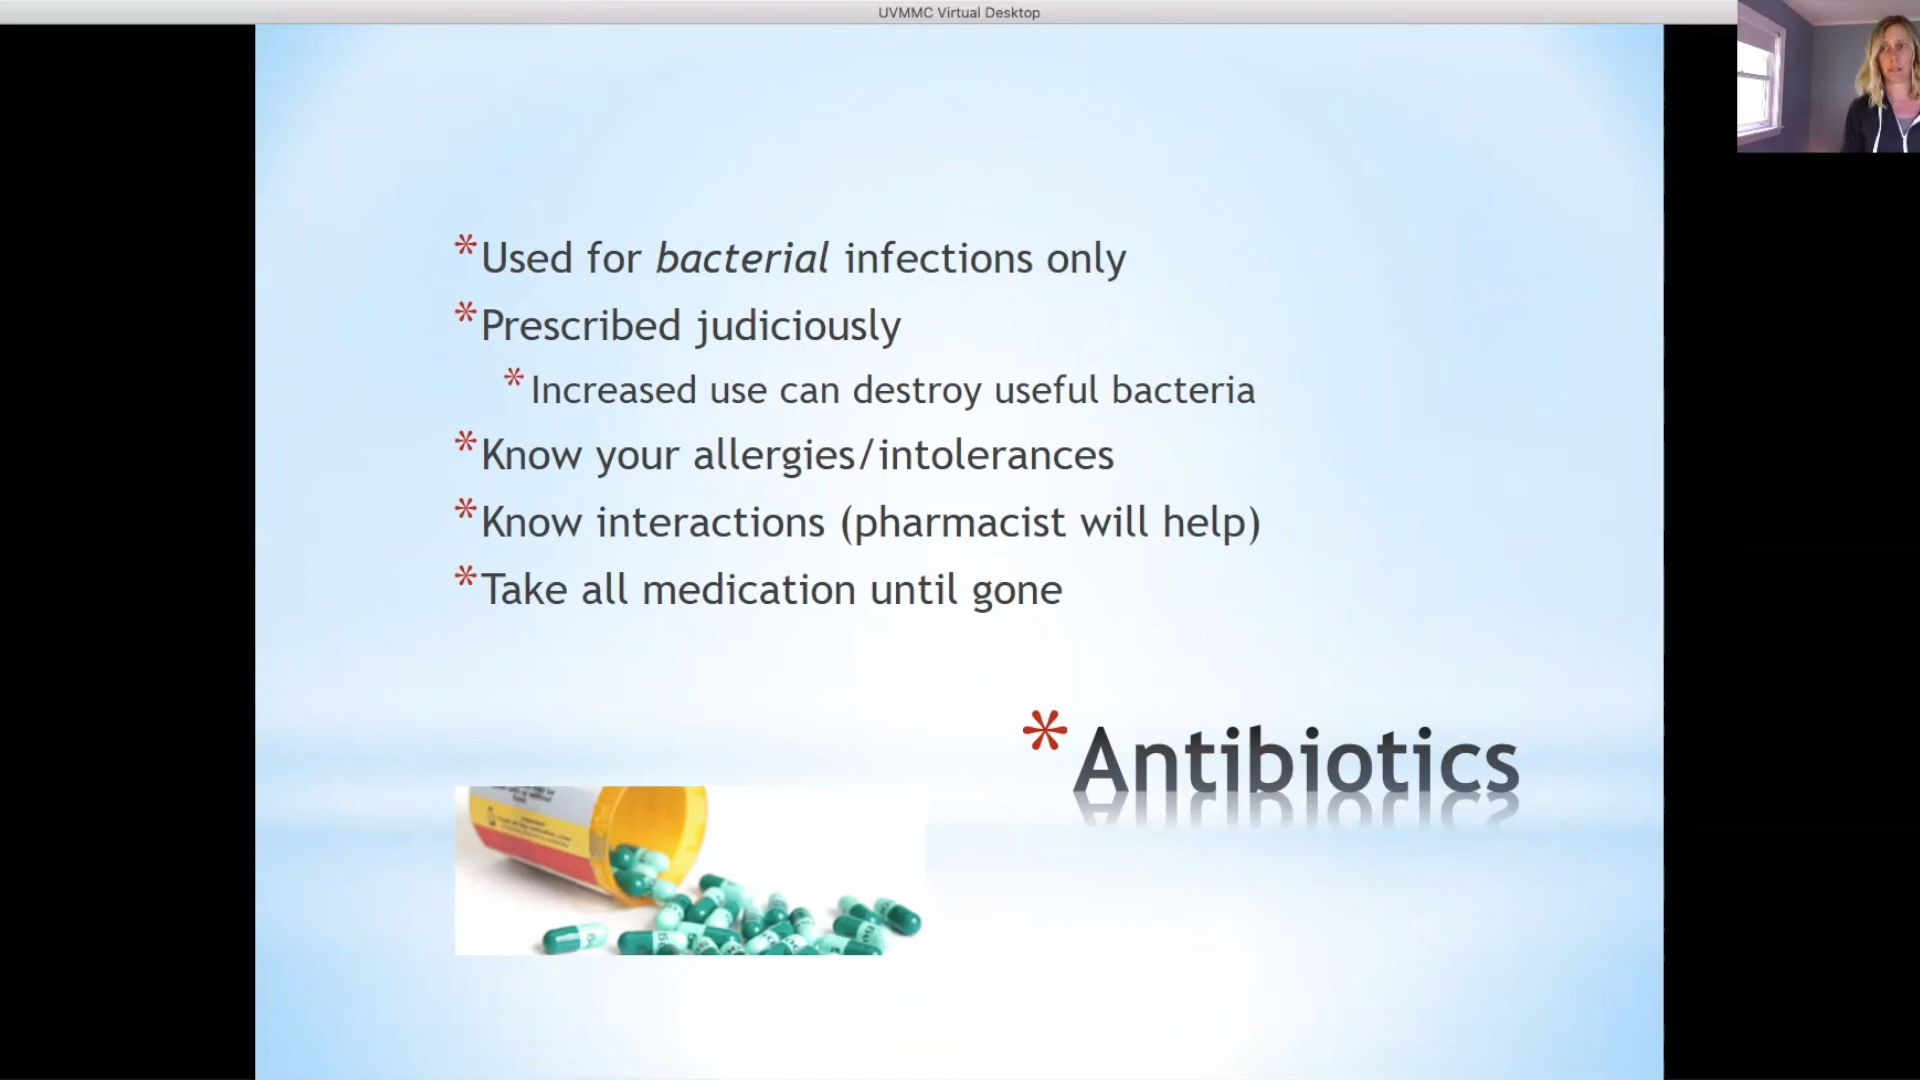 UVMMC Virtual Desktop
*Used for bacterial infections only
*Prescribed judiciously
*Increased use can destroy useful bacteria
*Know your allergies/intolerances
*Know interactions (pharmacist will help)
*Take all medication until gone
*Antibiotics